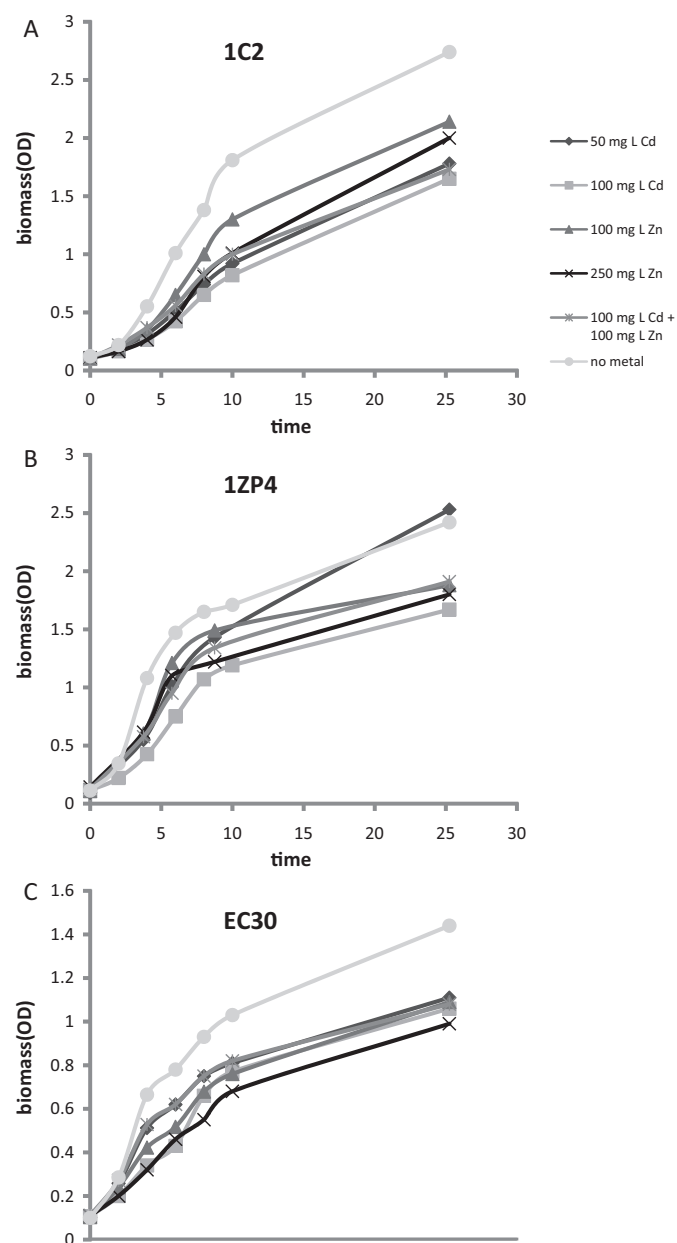 A
1C2
3
2.5
2
1.5
1
0.5
0
biomass(OD)
0 5 10 15 20 25 30
time
50 mg L Cd
100 mg L Cd
100 mg L Zn
250 mg L Zn
100 mg L Cd +
100 mg L Zn
no metal
B
1ZP4
3
2.5
2
1.5
1
0.5
0
biomass(OD)
0 5 10 15 20 25 30
time
C
EC30
1.6
1.4
1.2
1
0.8
0.6
0.4
0.2
0
biomass(OD)